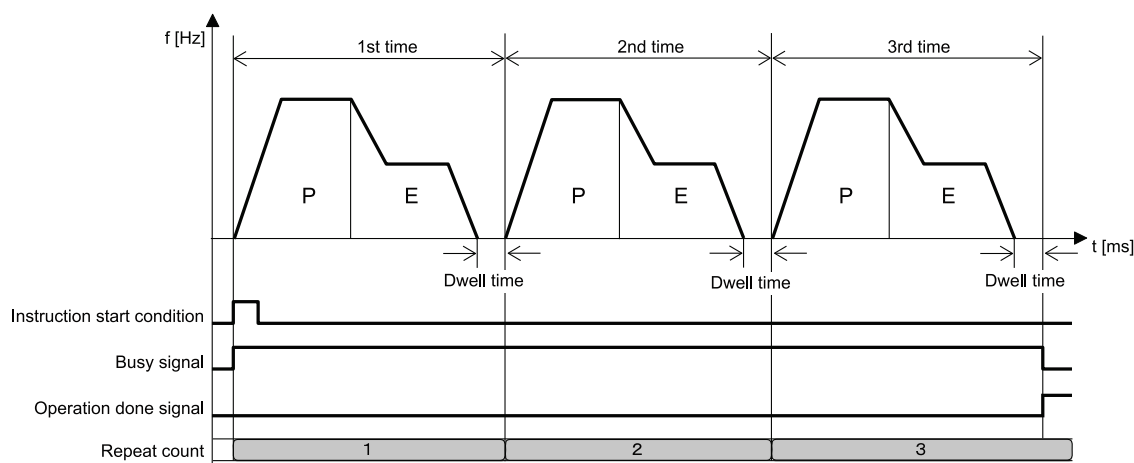 f [Hz]
1st time
2nd time
3rd time
P
E
P
E
P
E
t [ms]
Dwell time
Dwell time
Dwell time
Instruction start condition
Busy signal
Operation done signal
Repeat count
1
2
3